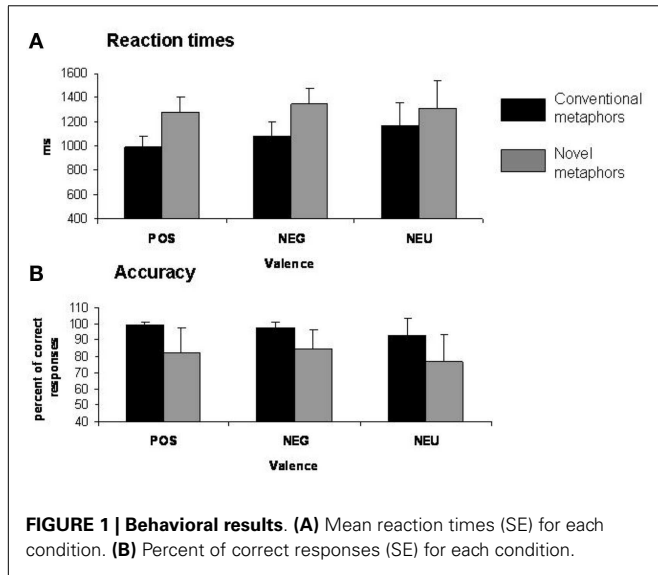 A Reaction times
1600
1400
1200
1000
800
600
400
ms
POS NEG NEU
Valence
Conventional
metaphors
Novel
metaphors
B Accuracy
110
100
90
80
70
60
50
40
percent of correct
responses
POS NEG NEU
Valence
FIGURE 1 | Behavioral results. (A) Mean reaction times (SE) for each
condition. (B) Percent of correct responses (SE) for each condition.